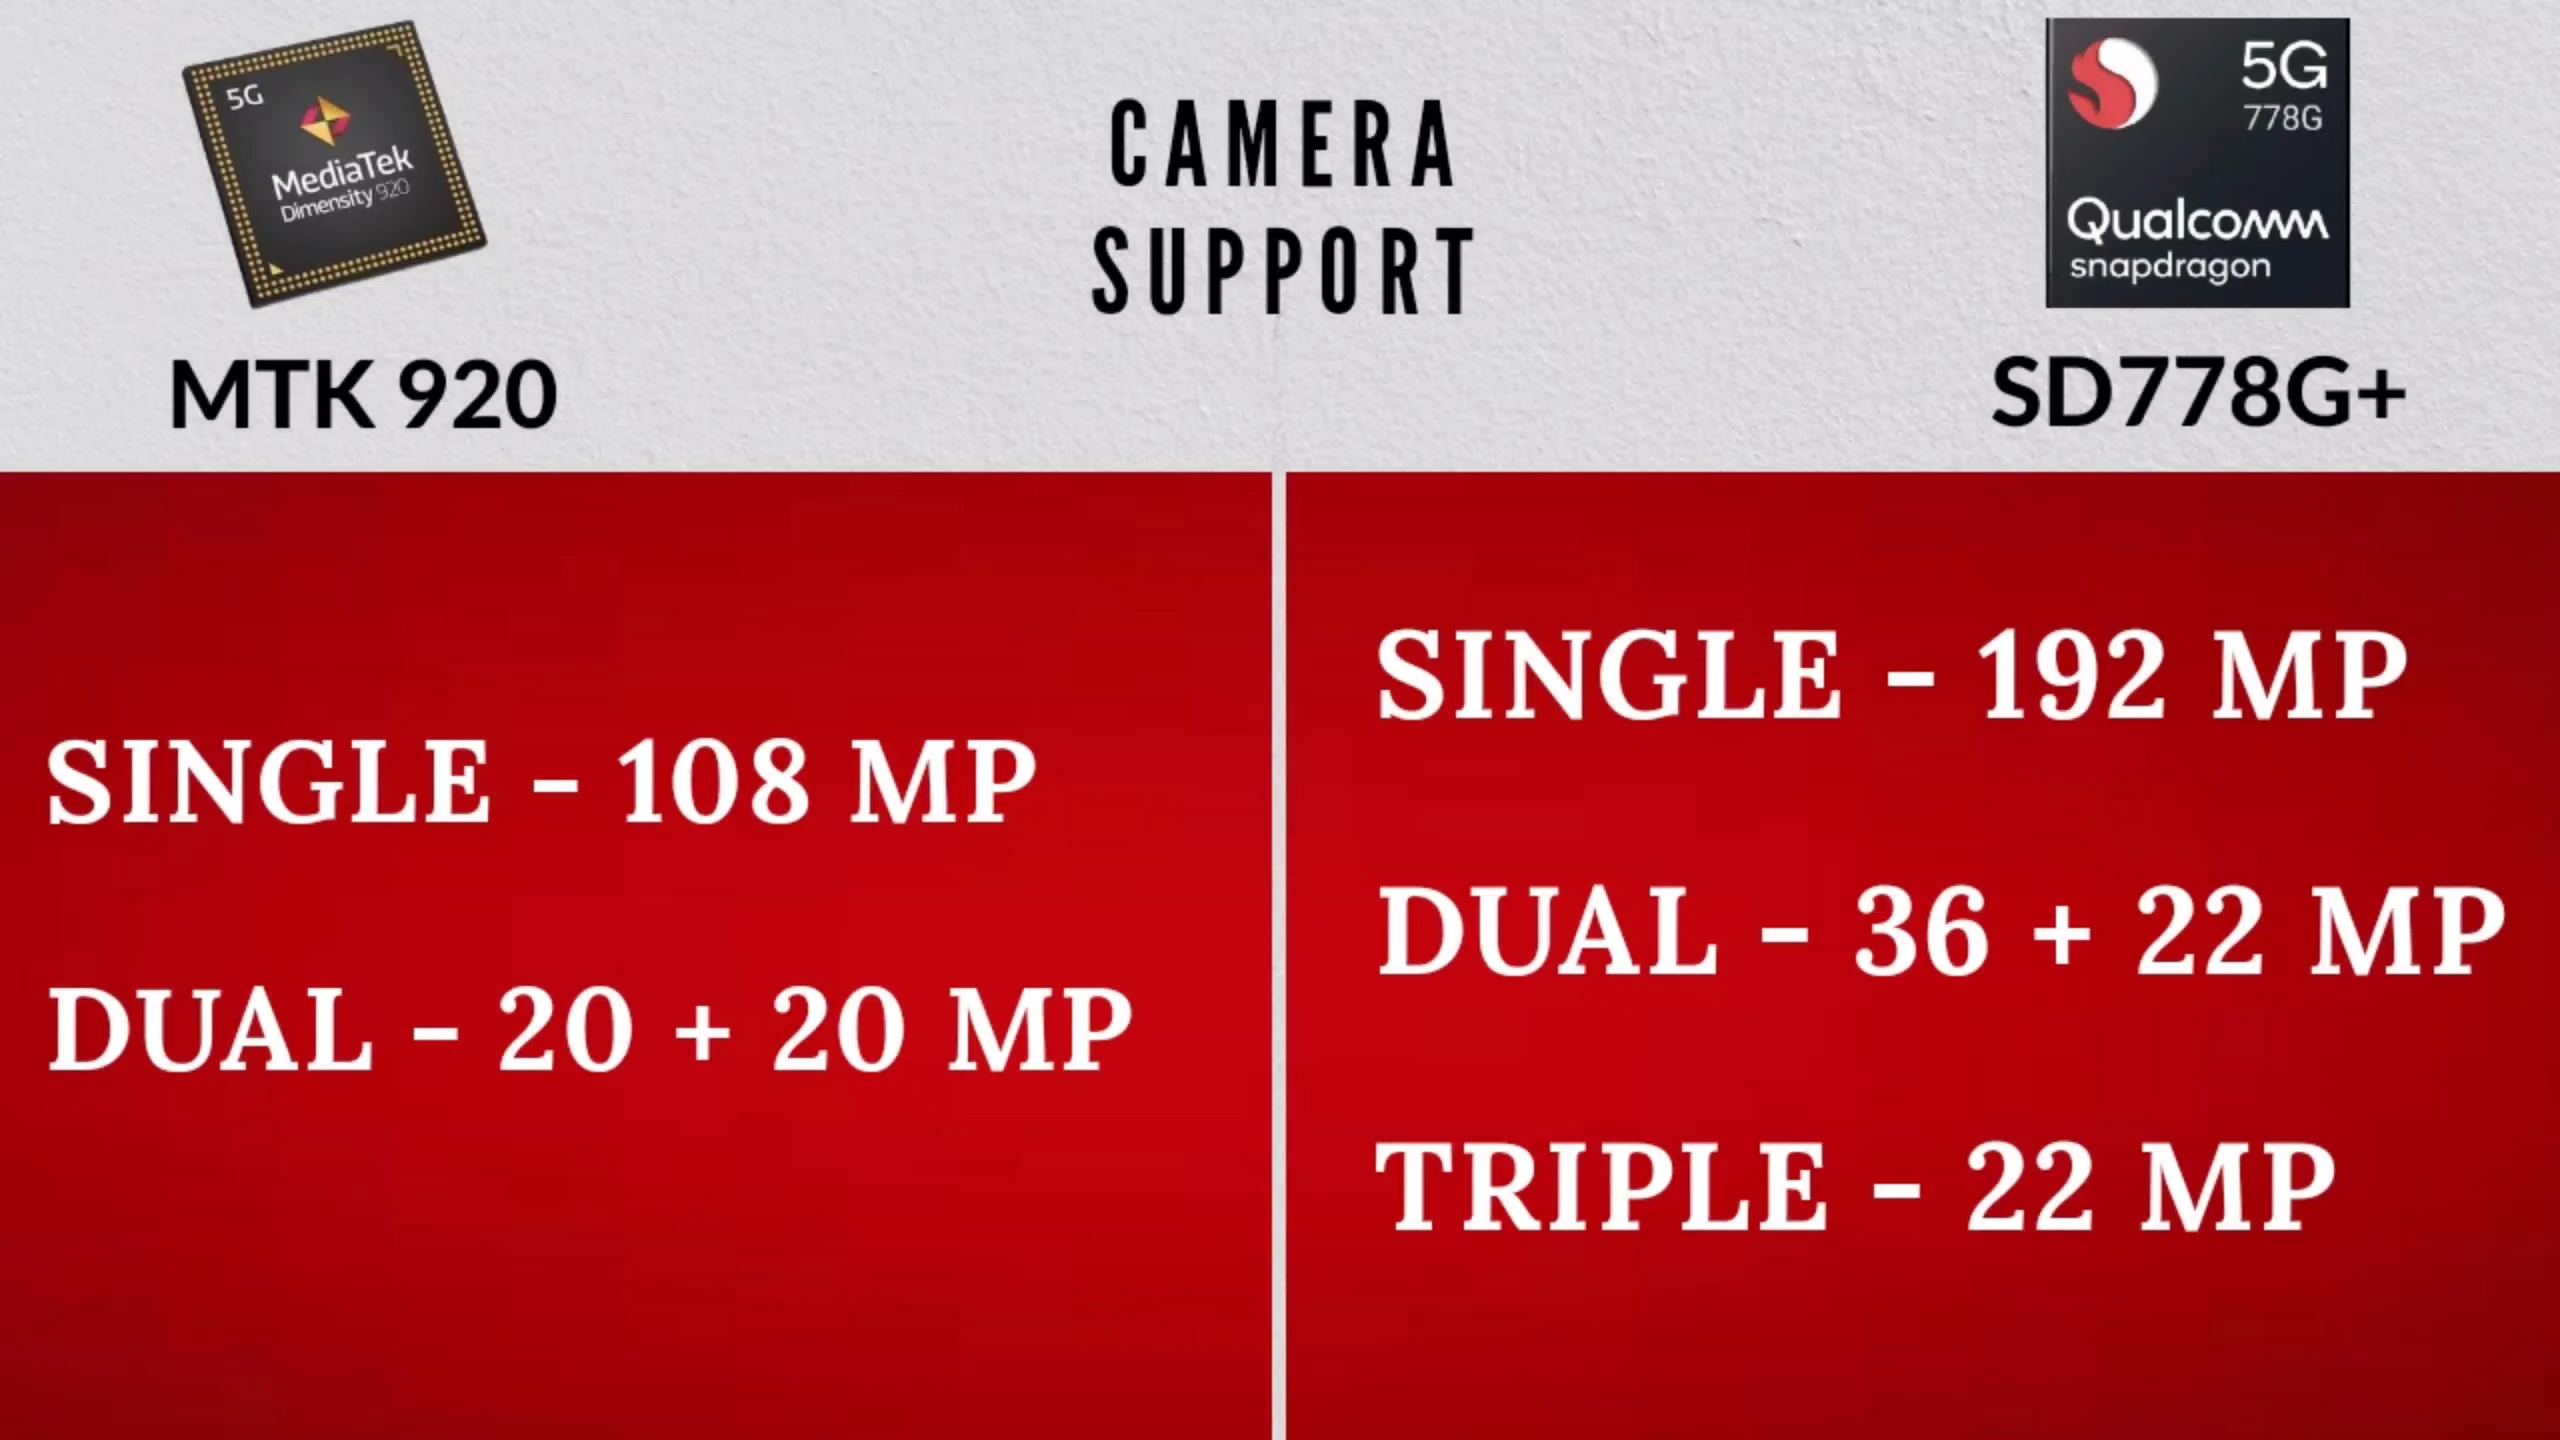 5G
MediaTek
Dimensity 920
MTK 920
CAMERA
SUPPORT
5G
778G
Qualcomm
snapdragon
SD778G+
SINGLE - 108 MP
DUAL - 20 + 20 MP
SINGLE - 192 MP
DUAL - 36 + 22 MP
TRIPLE - 22 MP